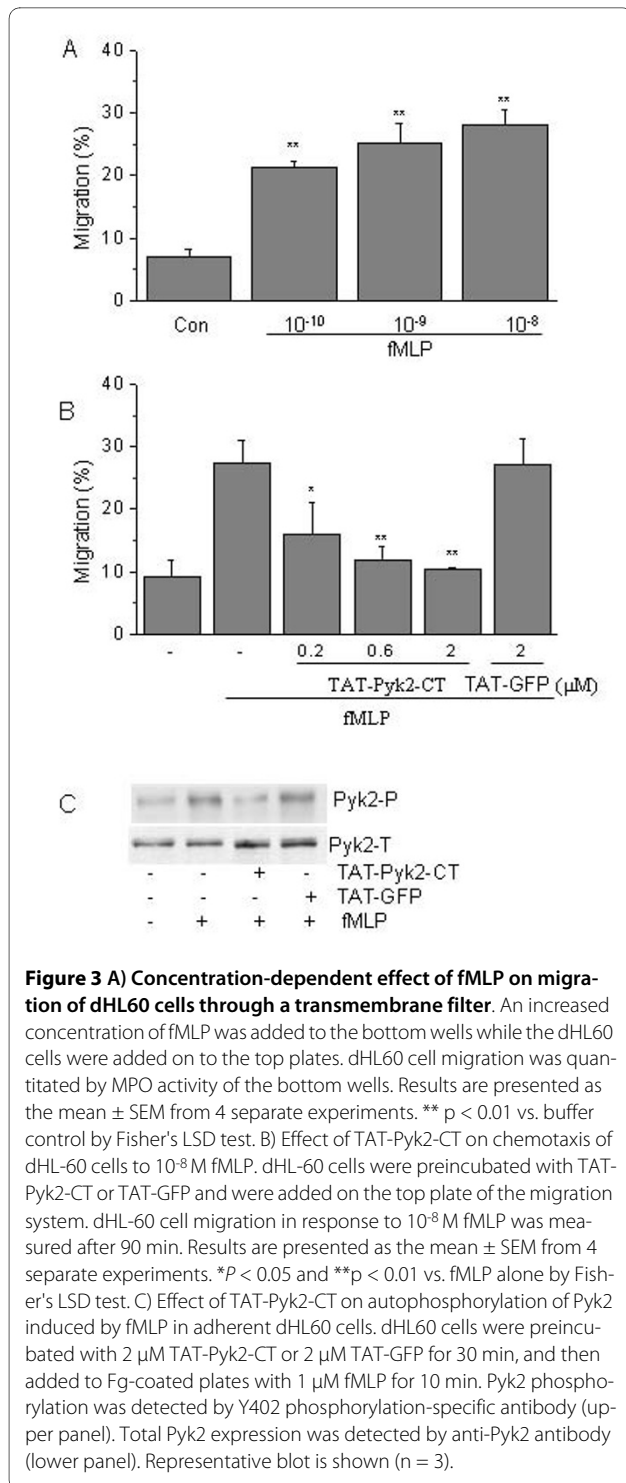 A
40
30
20
10
0
Migration (%)
**
**
**
Con
10-10
10-9
10-8
fMLP
B
40
30
20
10
0
Migration (%)
*
**
**
-
-
0.2
0.6
2
2
TAT-Pyk2-CT
TAT-GFP (µM)
fMLP
C
Pyk2-P
Pyk2-T
- - + - TAT-Pyk2-CT
- - - + TAT-GFP
- + + + fMLP
Figure 3 A) Concentration-dependent effect of fMLP on migra-
tion of dHL60 cells through a transmembrane filter. An increased
concentration of fMLP was added to the bottom wells while the dHL60
cells were added on to the top plates. dHL60 cell migration was quan-
titated by MPO activity of the bottom wells. Results are presented as
the mean ± SEM from 4 separate experiments. ** p < 0.01 vs. buffer
control by Fisher's LSD test. B) Effect of TAT-Pyk2-CT on chemotaxis of
dHL-60 cells to 10-8 M fMLP. dHL-60 cells were preincubated with TAT-
Pyk2-CT or TAT-GFP and were added on the top plate of the migration
system. dHL-60 cell migration in response to 10-8 M fMLP was mea-
sured after 90 min. Results are presented as the mean ± SEM from 4
separate experiments. *P < 0.05 and **p < 0.01 vs. fMLP alone by Fish-
er's LSD test. C) Effect of TAT-Pyk2-CT on autophosphorylation of Pyk2
induced by fMLP in adherent dHL60 cells. dHL60 cells were preincu-
bated with 2 µM TAT-Pyk2-CT or 2 µM TAT-GFP for 30 min, and then
added to Fg-coated plates with 1 µM fMLP for 10 min. Pyk2 phospho-
rylation was detected by Y402 phosphorylation-specific antibody (up-
per panel). Total Pyk2 expression was detected by anti-Pyk2 antibody
(lower panel). Representative blot is shown (n = 3).